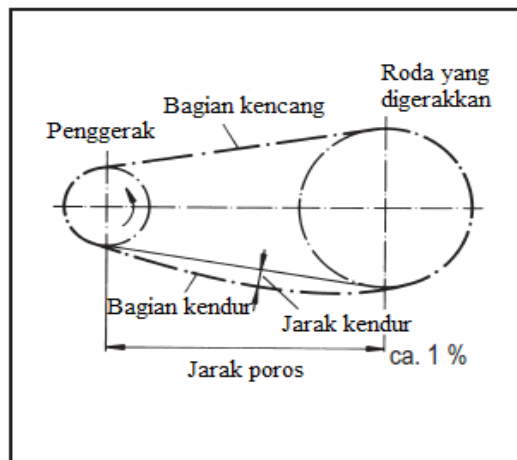 Roda yang
digerakkan
Bagian kencang
Penggerak
Bagian kendur
Jarak kendur
Jarak poros
ca. 1 %